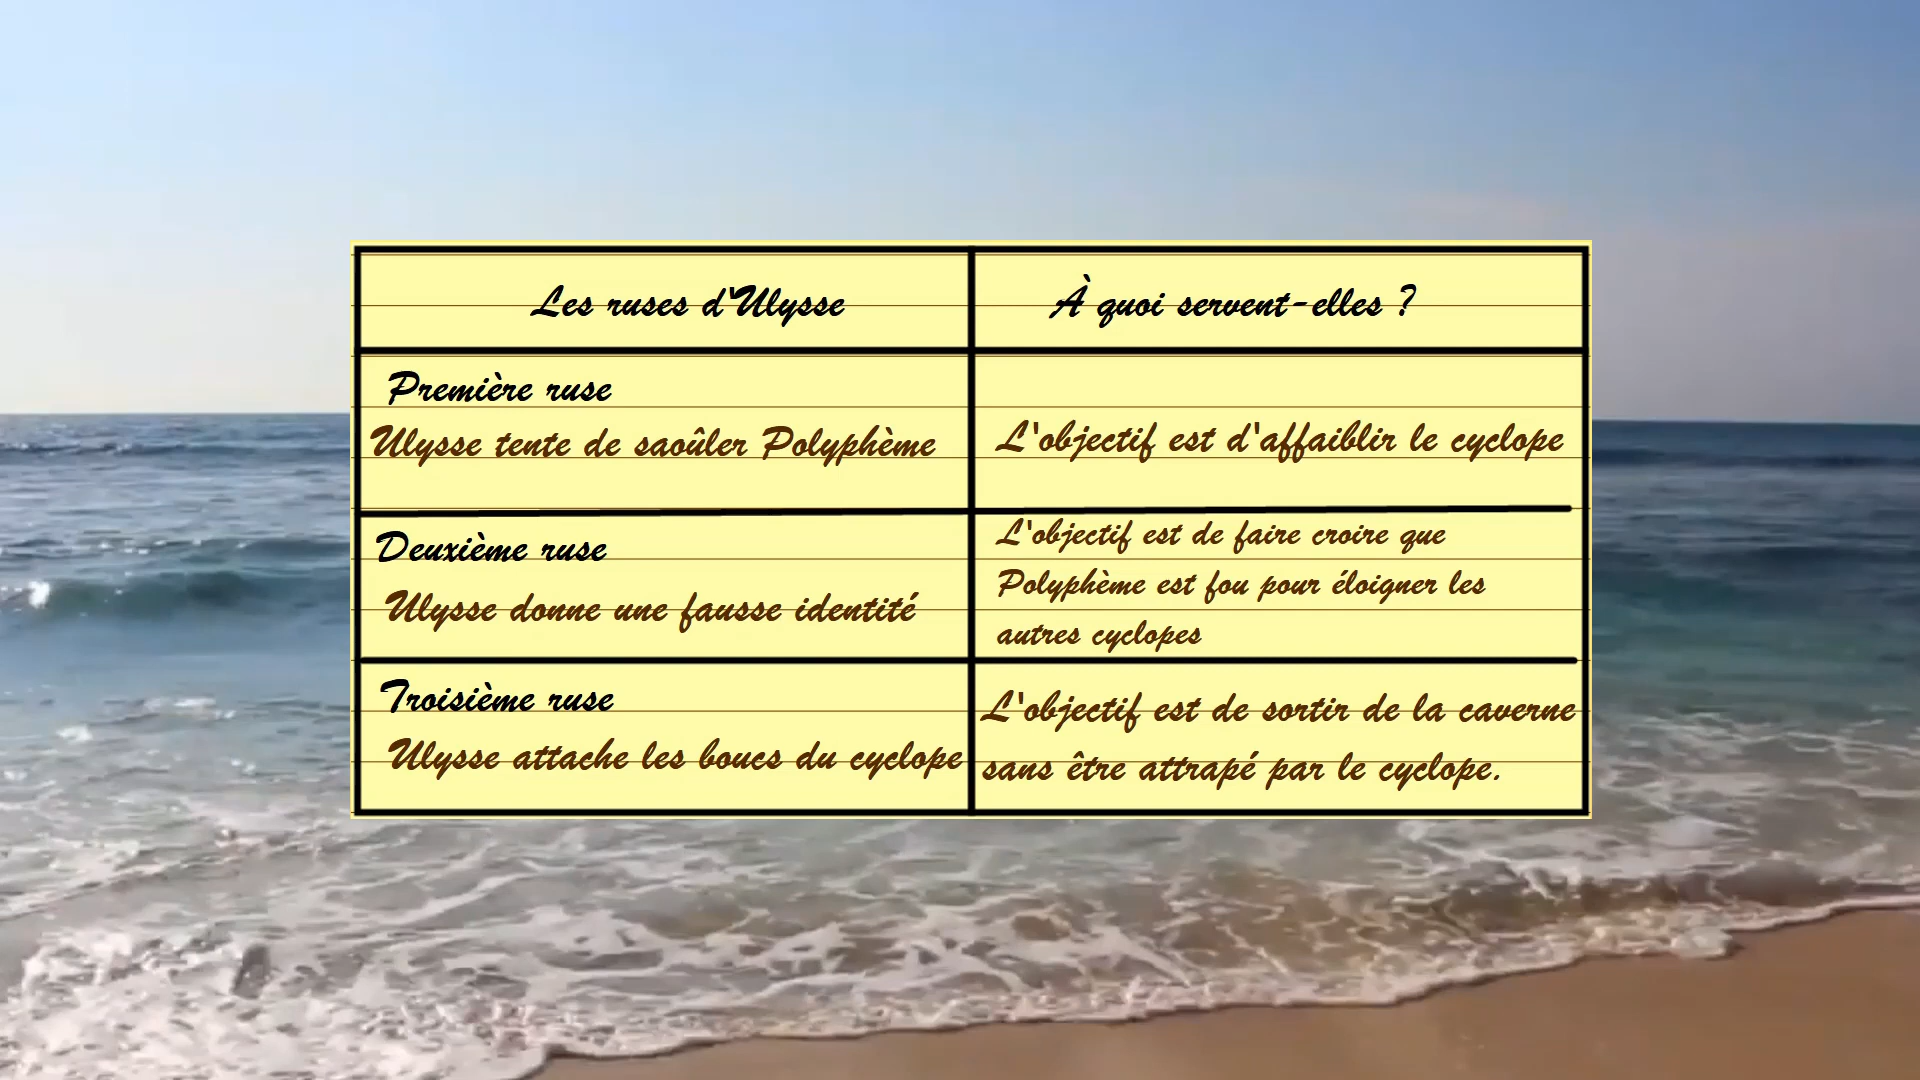 Les ruses d'Ulysse
À quoi servent-elles ?
Première ruse
Ulysse tente de saoûler Polyphème
L'objectif est d'affaiblir le cyclope
Deuxième ruse
Ulysse donne une fausse identité
L'objectif est de faire croire que
Polyphème est fou pour éloigner les
autres cyclopes
Troisième ruse
Ulysse attache les boucs du cyclope
L'objectif est de sortir de la caverne
sans être attrapé par le cyclope.